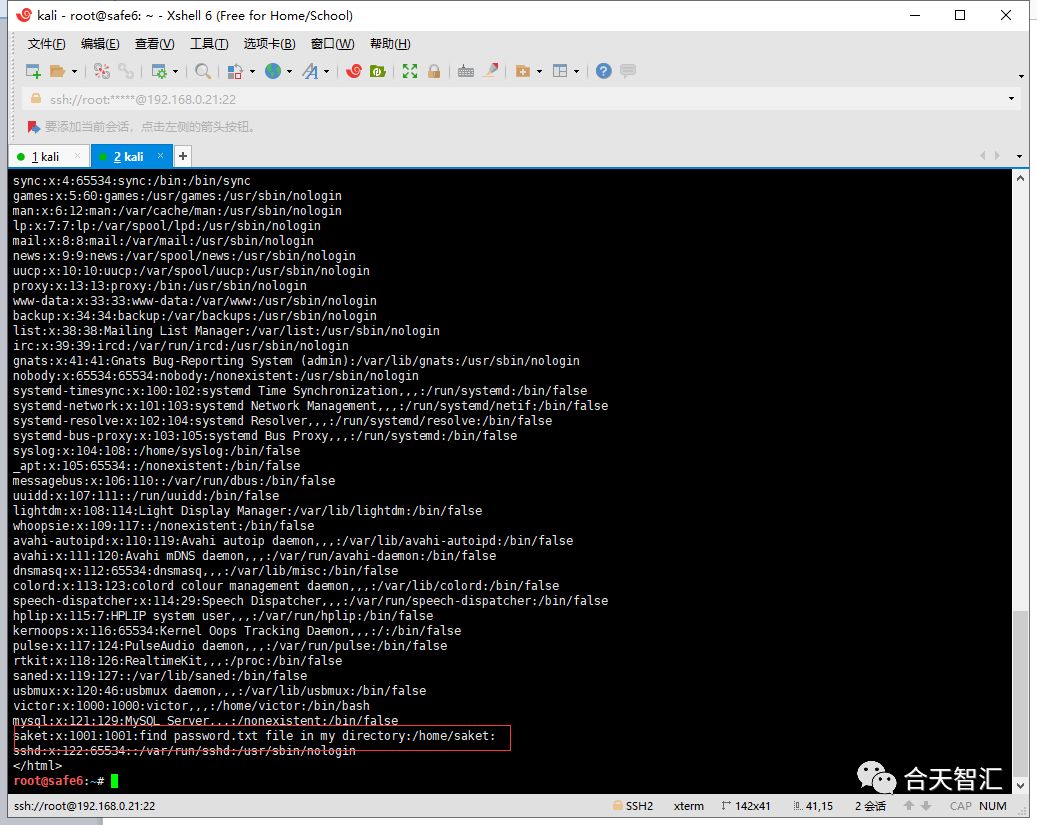 kali - root@safe6: ~ - Xshell 6 (Free for Home/School)
文件(F) 编辑(E) 查看(V) 工具(T) 选项卡(B) 窗口(W) 帮助(H)
ssh://root:*****@192.168.0.21:22
要添加当前会话，点击左侧的箭头按钮。
1 kali × 2 kali × +
sync:x:4:65534:sync:/bin:/bin/sync
games:x:5:60:games:/usr/games:/usr/sbin/nologin
man:x:6:12:man:/var/cache/man:/usr/sbin/nologin
lp:x:7:7:lp:/var/spool/lpd:/usr/sbin/nologin
mail:x:8:8:mail:/var/mail:/usr/sbin/nologin
news:x:9:9:news:/var/spool/news:/usr/sbin/nologin
uucp:x:10:10:uucp:/var/spool/uucp:/usr/sbin/nologin
proxy:x:13:13:proxy:/bin:/usr/sbin/nologin
www-data:x:33:33:www-data:/var/www:/usr/sbin/nologin
backup:x:34:34:backup:/var/backups:/usr/sbin/nologin
list:x:38:38:Mailing List Manager:/var/list:/usr/sbin/nologin
irc:x:39:39:ircd:/var/run/ircd:/usr/sbin/nologin
gnats:x:41:41:Gnats Bug-Reporting System (admin):/var/lib/gnats:/usr/sbin/nologin
nobody:x:65534:65534:nobody:/nonexistent:/usr/sbin/nologin
systemd-timesync:x:100:102:systemd Time Synchronization,,,:/run/systemd:/bin/false
systemd-network:x:101:103:systemd Network Management,,,:/run/systemd/netif:/bin/false
systemd-resolve:x:102:104:systemd Resolver,,,:/run/systemd/resolve:/bin/false
systemd-bus-proxy:x:103:105:systemd Bus Proxy,,,:/run/systemd:/bin/false
syslog:x:104:108::/home/syslog:/bin/false
_apt:x:105:65534::/nonexistent:/bin/false
messagebus:x:106:110::/var/run/dbus:/bin/false
uuidd:x:107:111::/run/uuidd:/bin/false
lightdm:x:108:114:Light Display Manager:/var/lib/lightdm:/bin/false
whoopsie:x:109:117::/nonexistent:/bin/false
avahi-autoipd:x:110:119:Avahi autoip daemon,,,:/var/lib/avahi-autoipd:/bin/false
avahi:x:111:120:Avahi mDNS daemon,,,:/var/run/avahi-daemon:/bin/false
dnsmasq:x:112:65534:dnsmasq,,,:/var/lib/misc:/bin/false
colord:x:113:123:colord colour management daemon,,,:/var/lib/colord:/bin/false
speech-dispatcher:x:114:29:Speech Dispatcher,,,:/var/run/speech-dispatcher:/bin/false
hplip:x:115:7:HPLIP system user,,,:/var/run/hplip:/bin/false
kernoops:x:116:65534:Kernel Oops Tracking Daemon,,,:/:/bin/false
pulse:x:117:124:PulseAudio daemon,,,:/var/run/pulse:/bin/false
rtkit:x:118:126:RealtimeKit,,,:/proc:/bin/false
saned:x:119:127::/var/lib/saned:/bin/false
usbmux:x:120:46:usbmux daemon,,,:/var/lib/usbmux:/bin/false
victor:x:1000:1000:victor,,,:/home/victor:/bin/bash
mysql:x:121:129:MySQL Server,,,:/nonexistent:/bin/false
saket:x:1001:1001:find password.txt file in my directory:/home/saket:
sshd:x:122:65534::/var/run/sshd:/usr/sbin/nologin
</html>
root@safe6:~#
合天智汇
ssh://root@192.168.0.21:22 SSH2 xterm 142x41 41,15 2 会话 CAP NUM